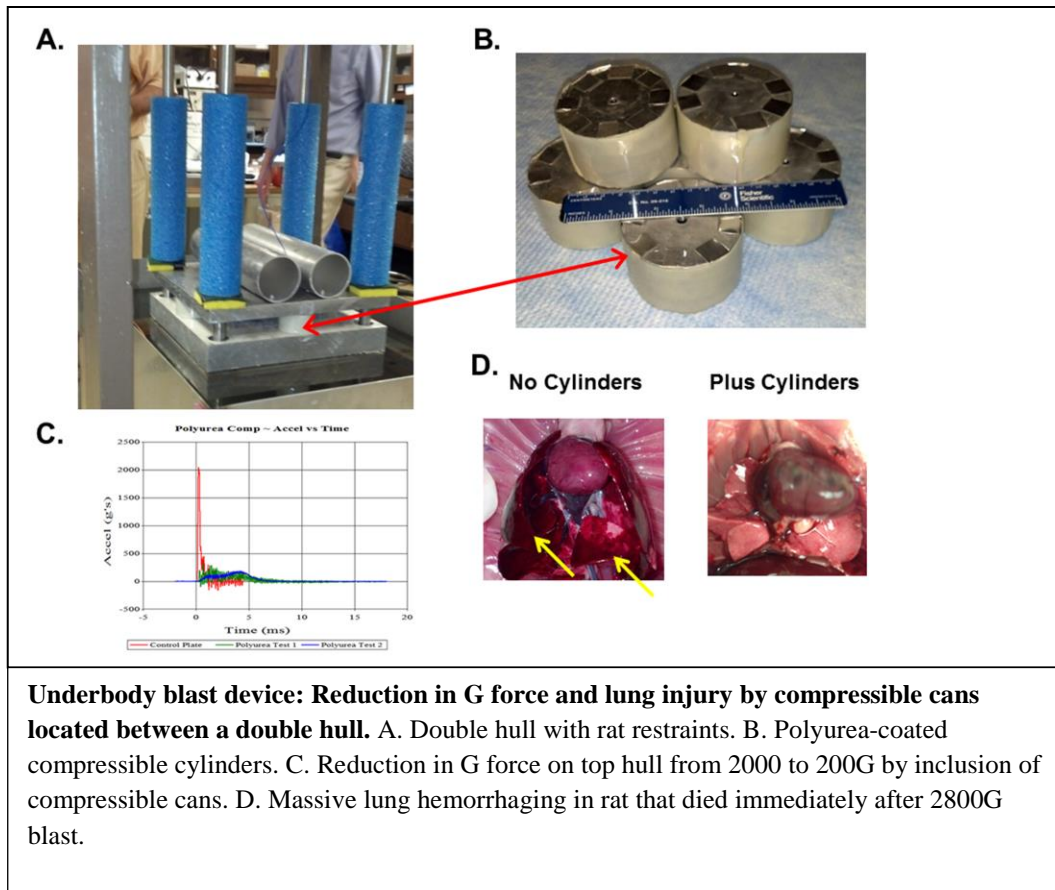 A.
B.
Fisher
Scientific
D.
No Cylinders
Plus Cylinders
C.
Polyurea Comp ~ Accel vs Time
2500
2000
1500
1000
500
0
-500
Accel (g's)
-5
0
5
10
15
20
Time (ms)
Control Plate
Polyurea Test 1
Polyurea Test 2
Underbody blast device: Reduction in G force and lung injury by compressible cans
located between a double hull. A. Double hull with rat restraints. B. Polyurea-coated
compressible cylinders. C. Reduction in G force on top hull from 2000 to 200G by inclusion of
compressible cans. D. Massive lung hemorrhaging in rat that died immediately after 2800G
blast.